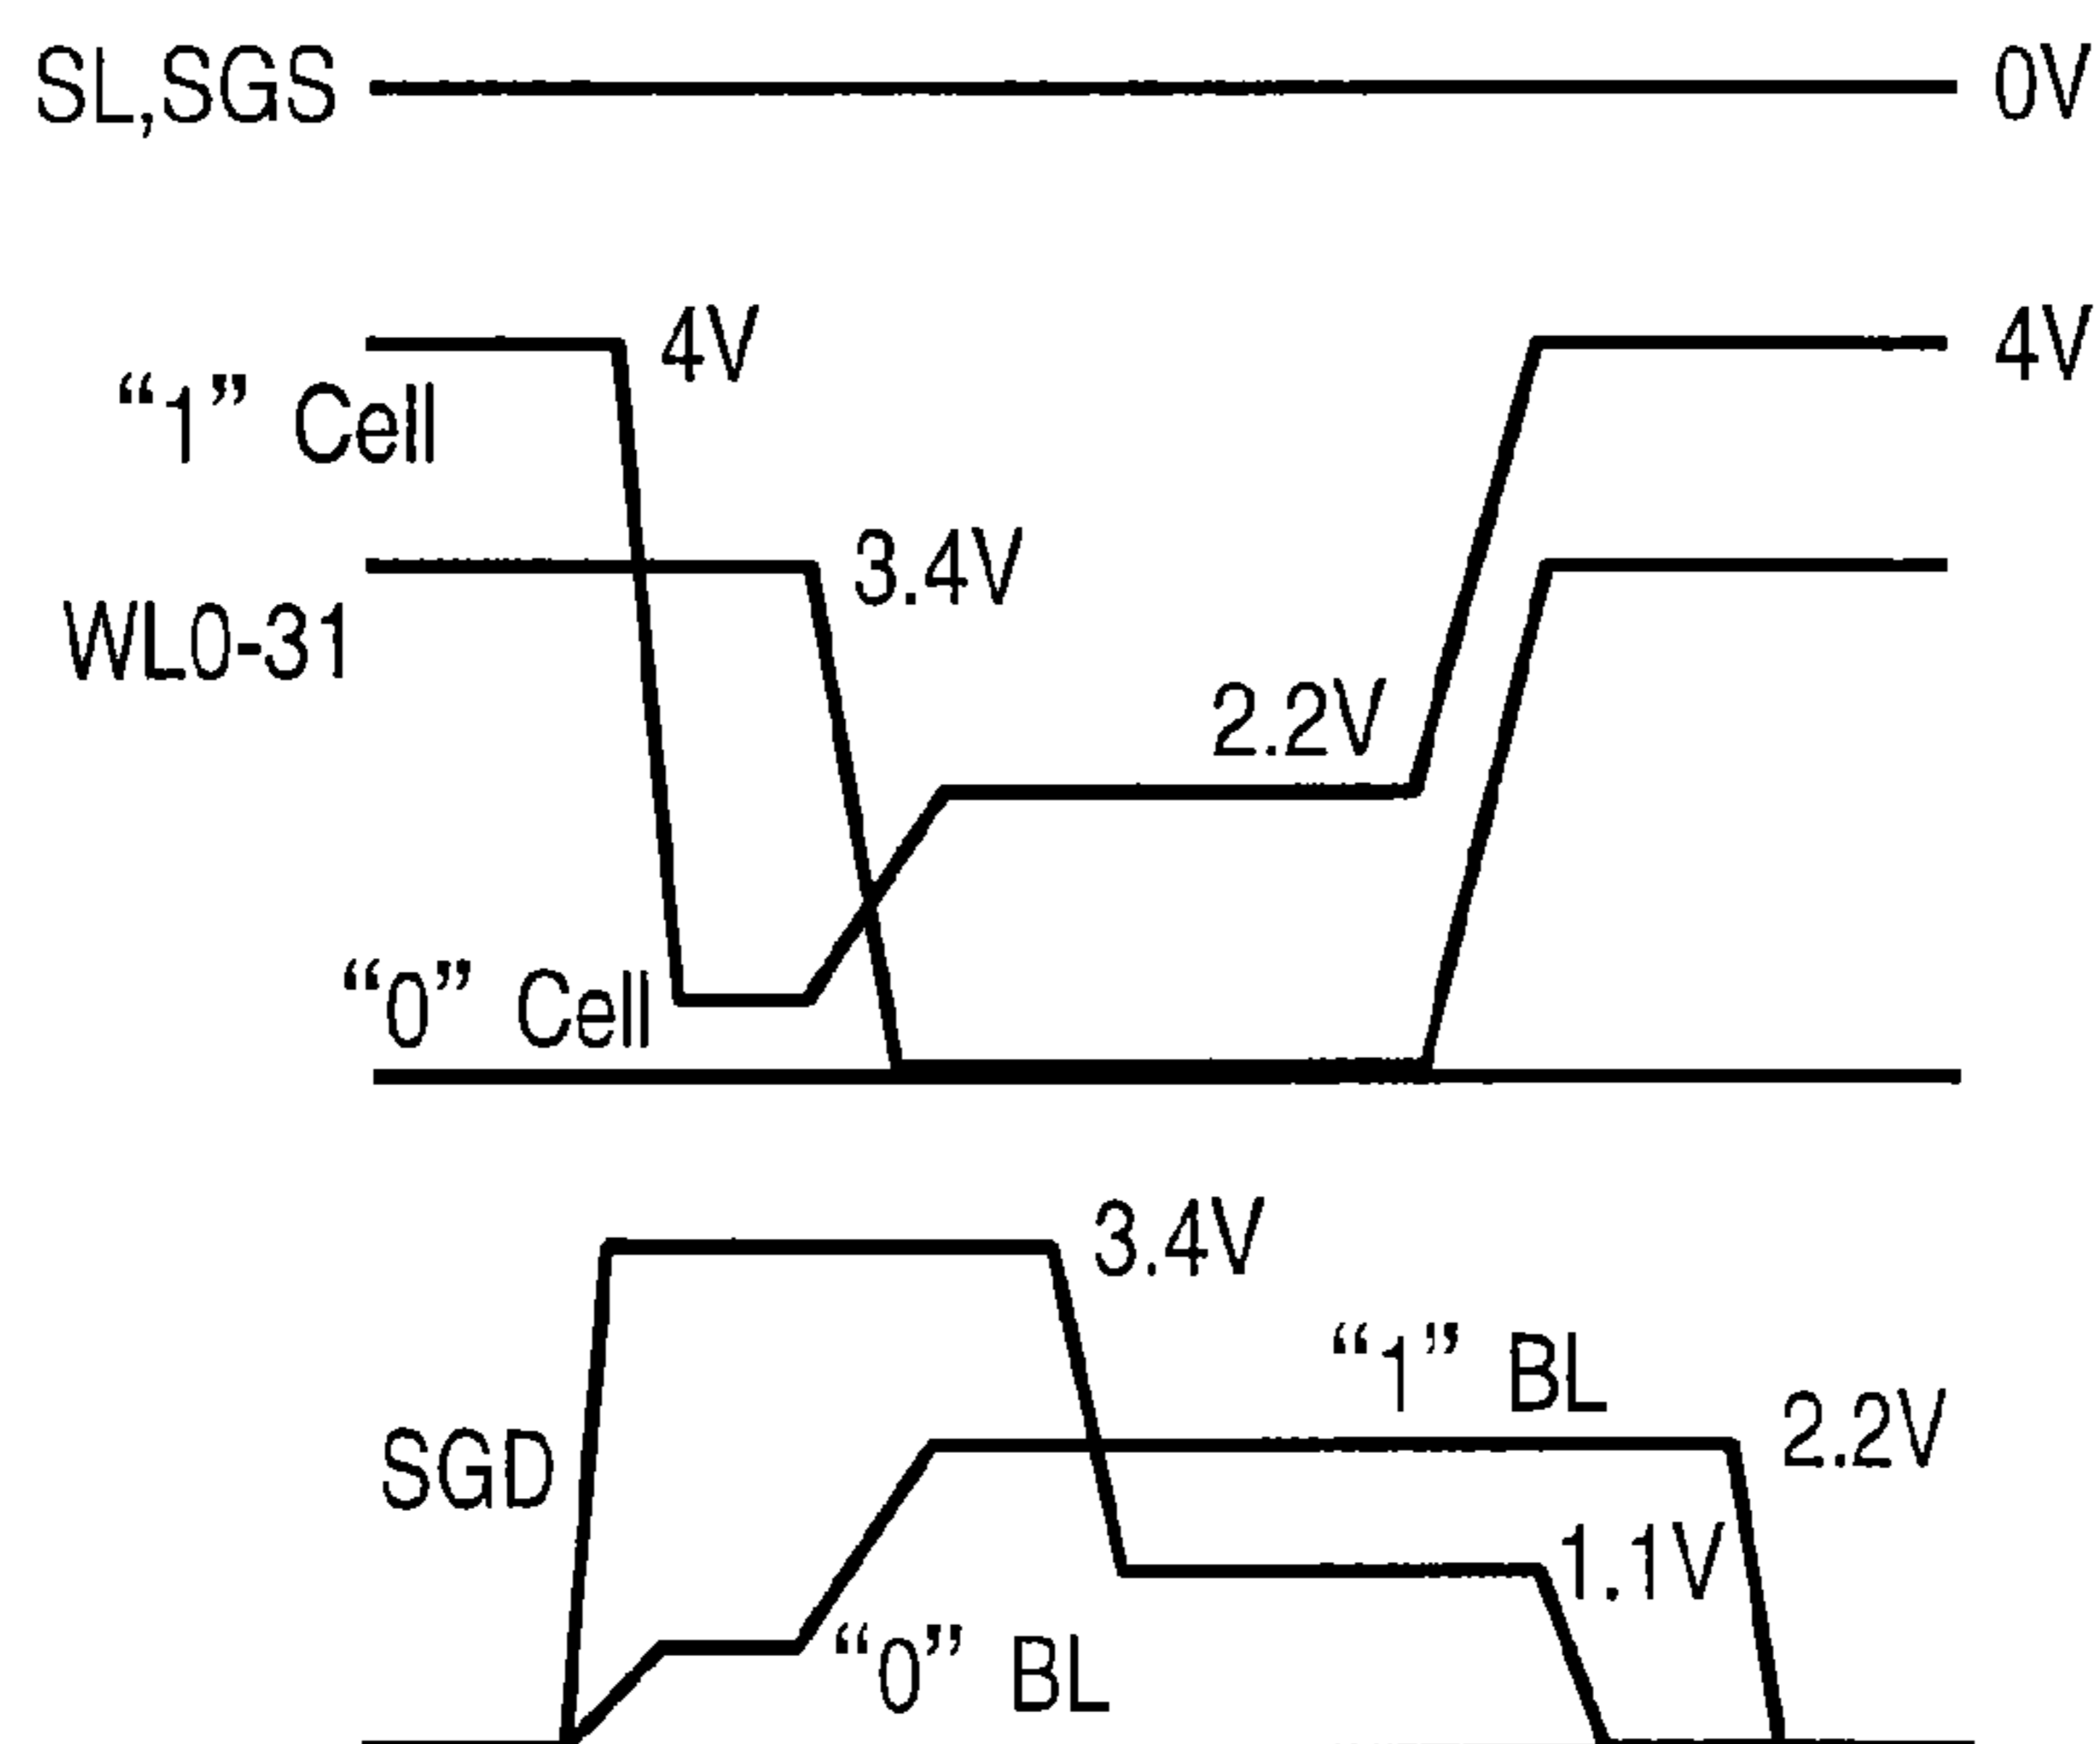 SL,SGS
0V
4V
4V
“1” Cell
3.4V
WL0-31
2.2V
“0” Cell
3.4V
“1” BL
2.2V
SGD
1.1V
“0” BL